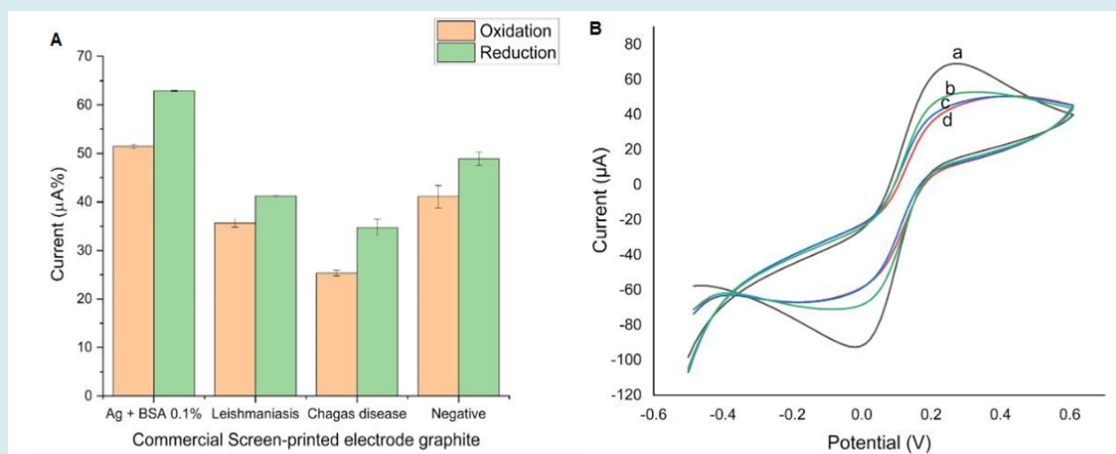 A
Oxidation
Reduction
70
60
50
40
30
20
10
0
Current (µA%)
Ag + BSA 0.1% Leishmaniasis Chagas disease Negative
Commercial Screen-printed electrode graphite
B
80
60
40
20
0
-20
-40
-60
-80
-100
-120
Current (µA)
a
b
c
d
-0.6 -0.4 -0.2 0.0 0.2 0.4 0.6
Potential (V)